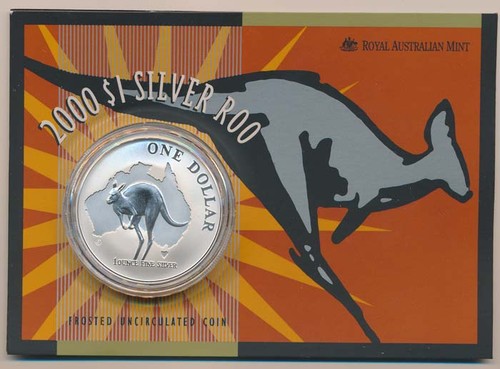 ROYAL AUSTRALIAN MINT
2000 $1 SILVER ROO
ONE DOLLAR
1 OUNCE FINE SILVER
FROSTED UNCIRCULATED COIN